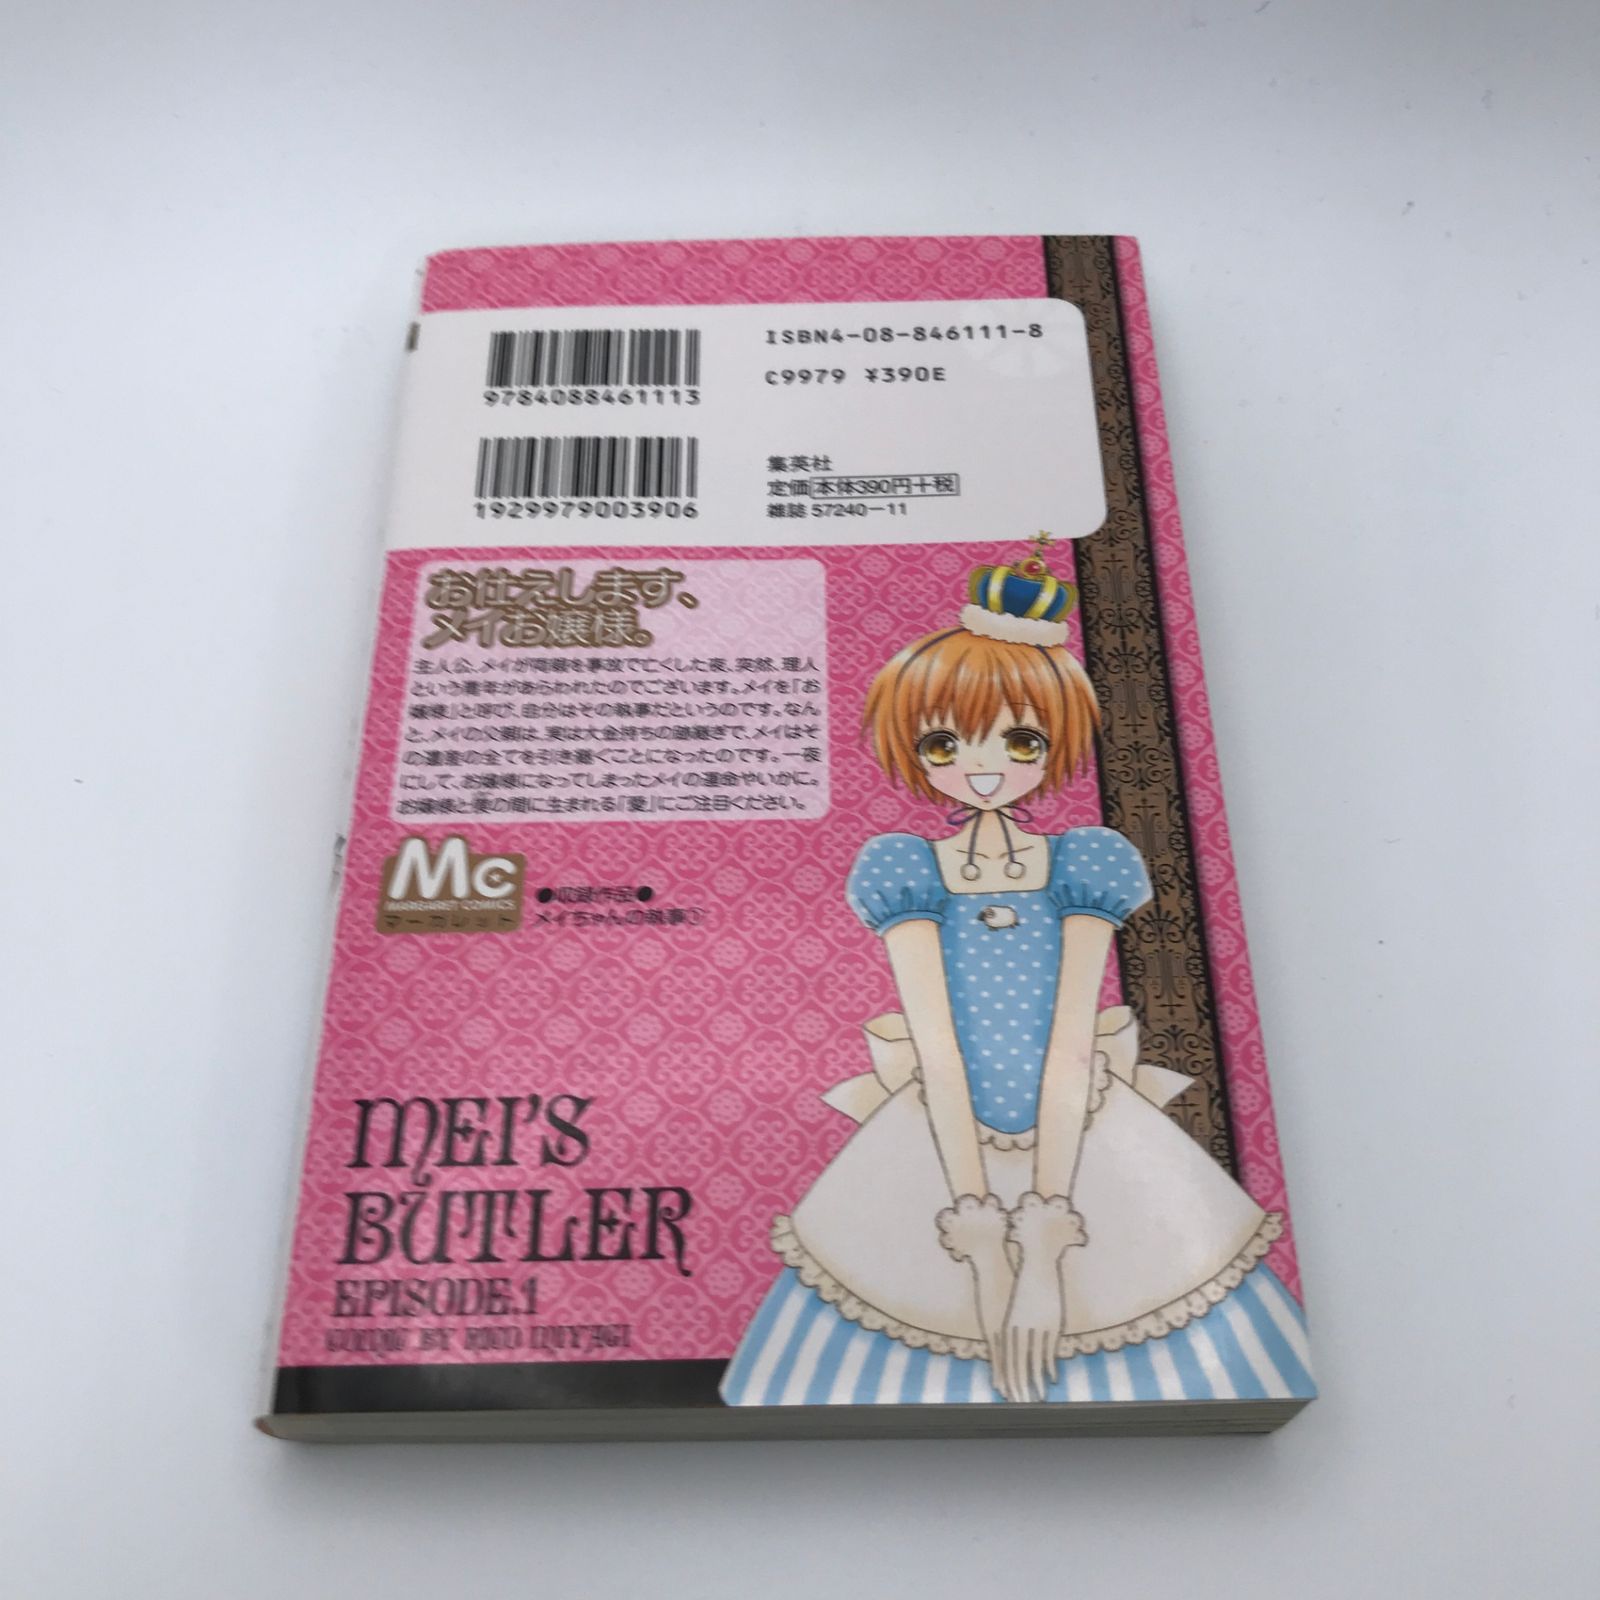 ISBN4-08-846111-8
C9979 ¥390E
9784088461113
1929979003906
集英社
定価 本体390円+税
雑誌 57240-11
お仕えします、
メイお嬢様。
主人公、メイが両親を事故で亡くした夜、突然、理人
という青年があらわれたのでございます。メイを「お
嬢様」と呼び、自分はその執事だというのです。なん
と、メイの父親は、実は大金持ちの跡継ぎで、メイはそ
の遺産の全てを引き継ぐことになったのです。一夜
にして、お嬢様になってしまったメイの運命やいかに。
お嬢様と僕の間に生まれる「愛」にご注目ください。
Mc
MARGARET COMICS
マーガレット
●収録作品●
メイちゃんの執事①
MEI'S
BUTLER
EPISODE.1
COMIC BY RICO MIYAGI